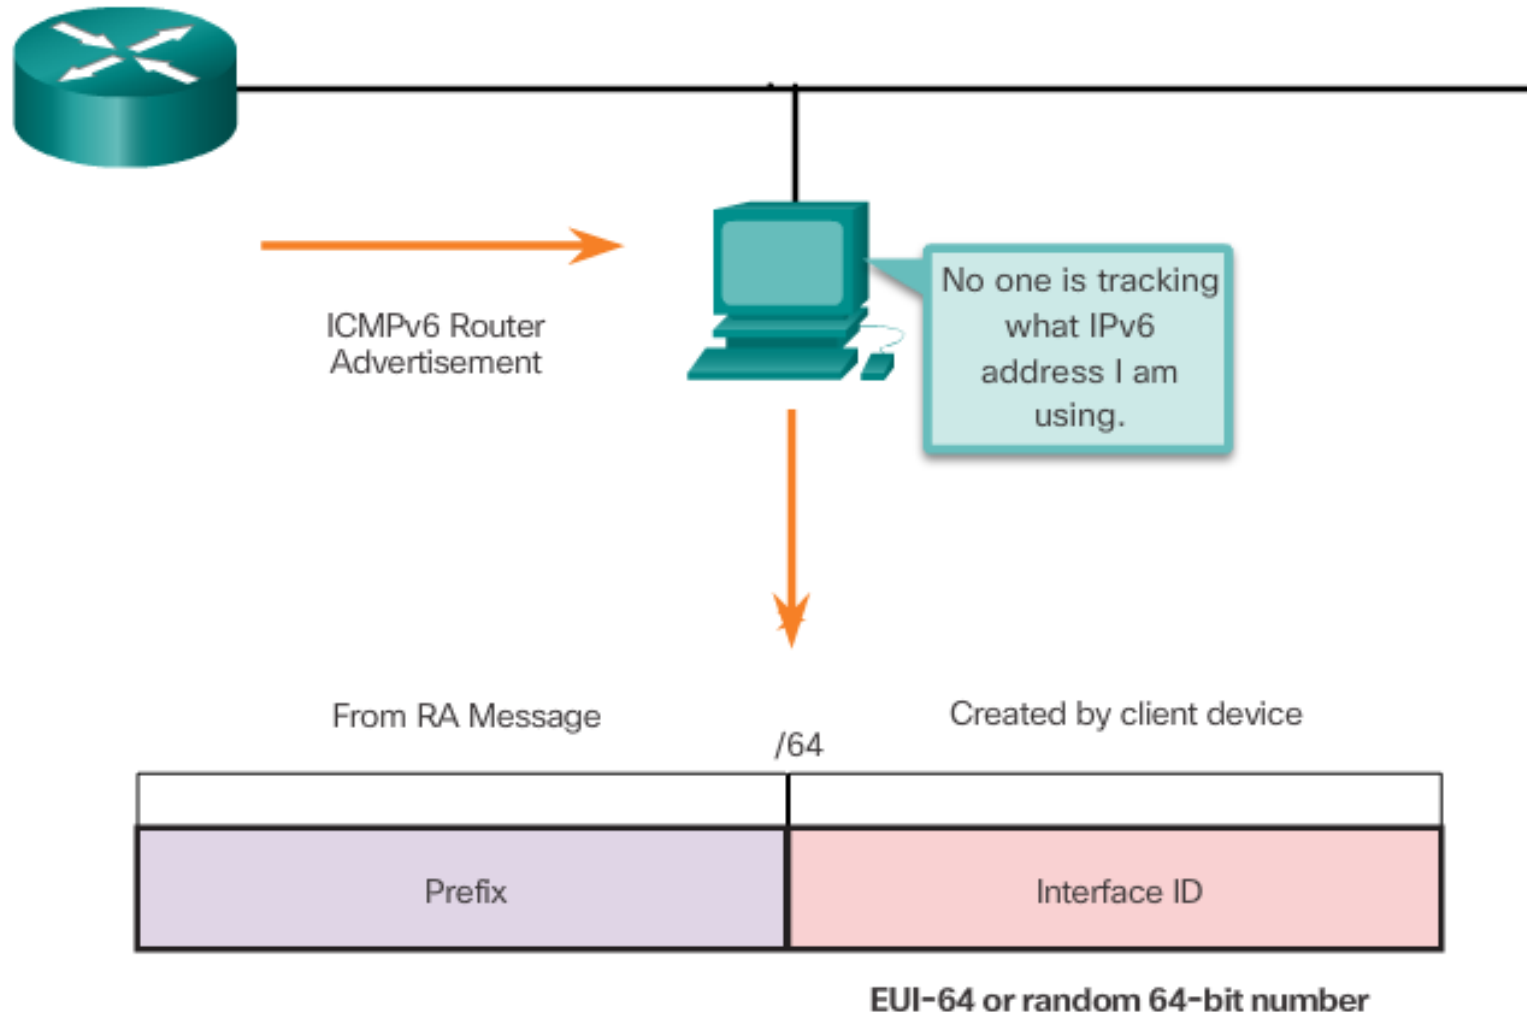 ICMPv6 Router
Advertisement
No one is tracking
what IPv6
address I am
using.
From RA Message
Created by client device
/64
Prefix
Interface ID
EUI-64 or random 64-bit number